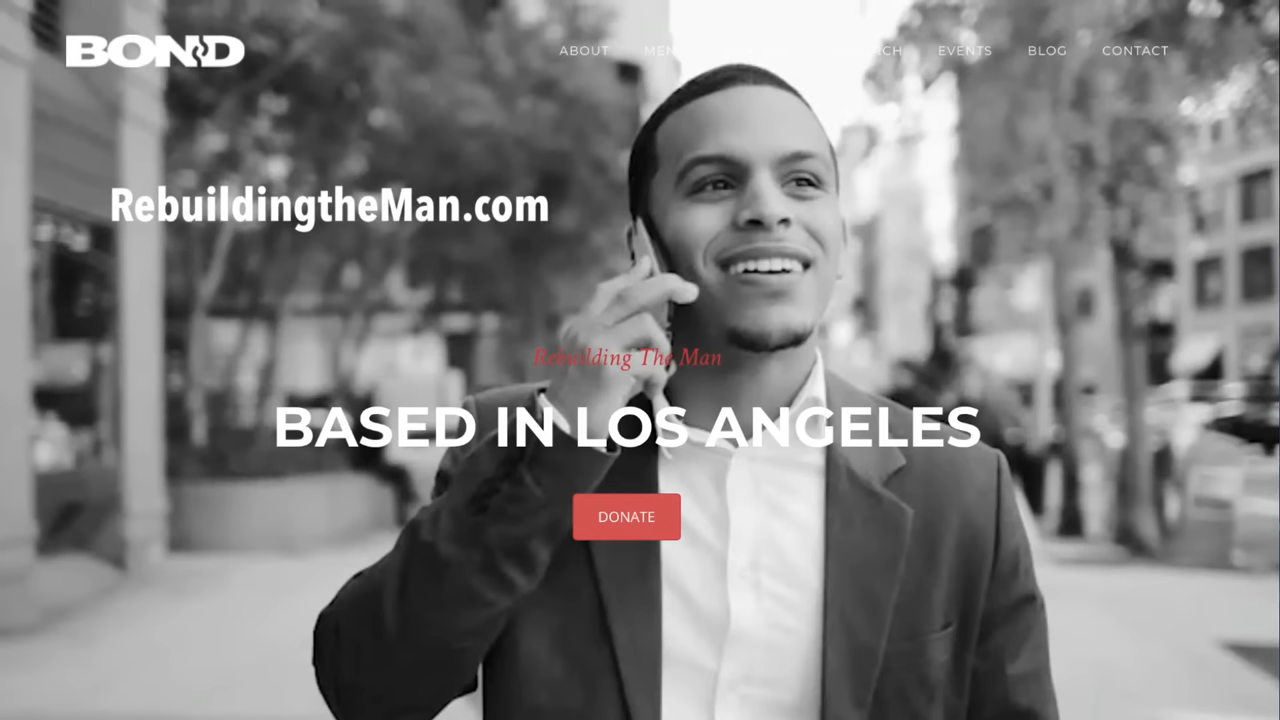 BOND
ABOUT EVENTS BLOG CONTACT
RebuildingtheMan.com
Rebuilding The Man
BASED IN LOS ANGELES
DONATE